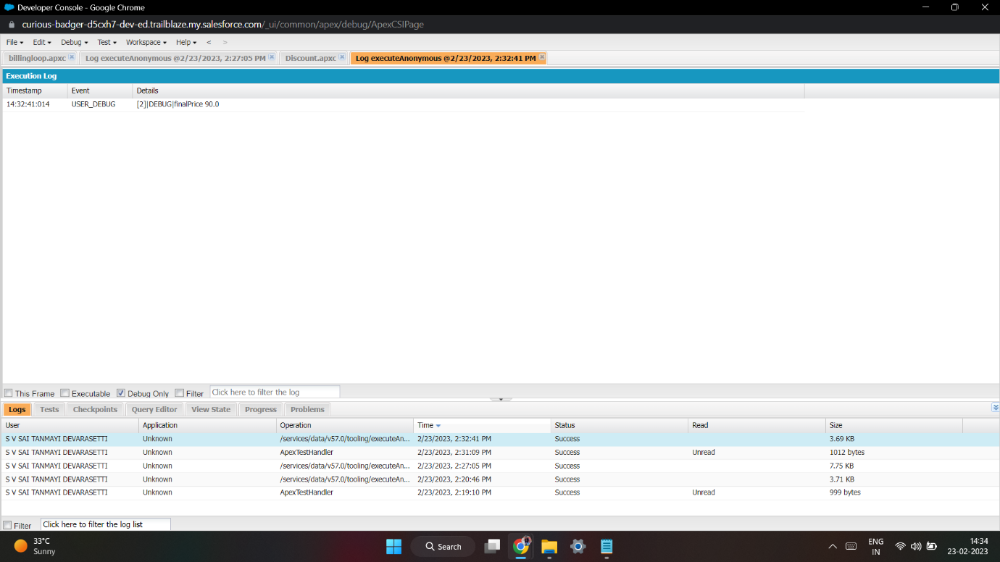 Developer Console - Google Chrome
curious-badger-d5cxh7-dev-ed.trailblaze.my.salesforce.com/_ui/common/apex/debug/ApexCSIPage
File Edit Debug Test Workspace Help < >
billingloop.apxc Log executeAnonymous @2/23/2023, 2:27:05 PM Discount.apxc Log executeAnonymous @2/23/2023, 2:32:41 PM
Execution Log
Timestamp Event Details
14:32:41:014 USER_DEBUG [2]|DEBUG|finalPrice 90.0
This Frame Executable Debug Only Filter Click here to filter the log
Logs Tests Checkpoints Query Editor View State Progress Problems
User Application Operation Time Status Read Size
S V SAI TANMAYI DEVARASETTI Unknown /services/data/v57.0/tooling/executeAn... 2/23/2023, 2:32:41 PM Success 3.69 KB
S V SAI TANMAYI DEVARASETTI Unknown ApexTestHandler 2/23/2023, 2:31:09 PM Success Unread 1012 bytes
S V SAI TANMAYI DEVARASETTI Unknown /services/data/v57.0/tooling/executeAn... 2/23/2023, 2:27:05 PM Success 7.75 KB
S V SAI TANMAYI DEVARASETTI Unknown /services/data/v57.0/tooling/executeAn... 2/23/2023, 2:20:46 PM Success 3.71 KB
S V SAI TANMAYI DEVARASETTI Unknown ApexTestHandler 2/23/2023, 2:19:10 PM Success Unread 999 bytes
Filter Click here to filter the log list
33°C
Sunny
Search
ENG
IN
14:34
23-02-2023